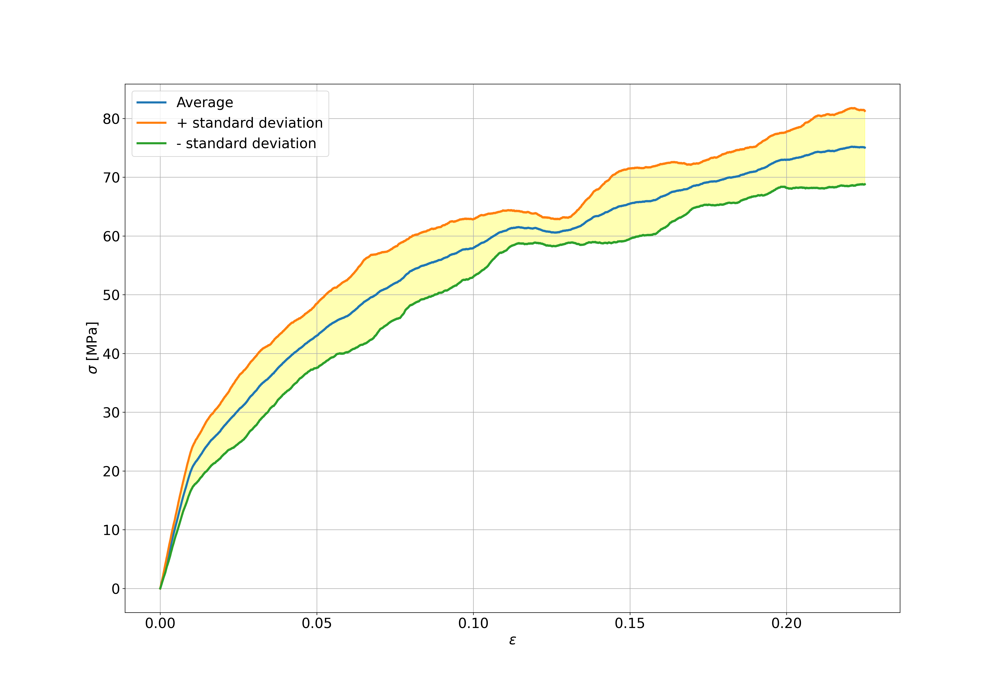 Average
+ standard deviation
- standard deviation
80
70
60
50
40
30
20
10
0
σ [MPa]
0.00 0.05 0.10 0.15 0.20
ε